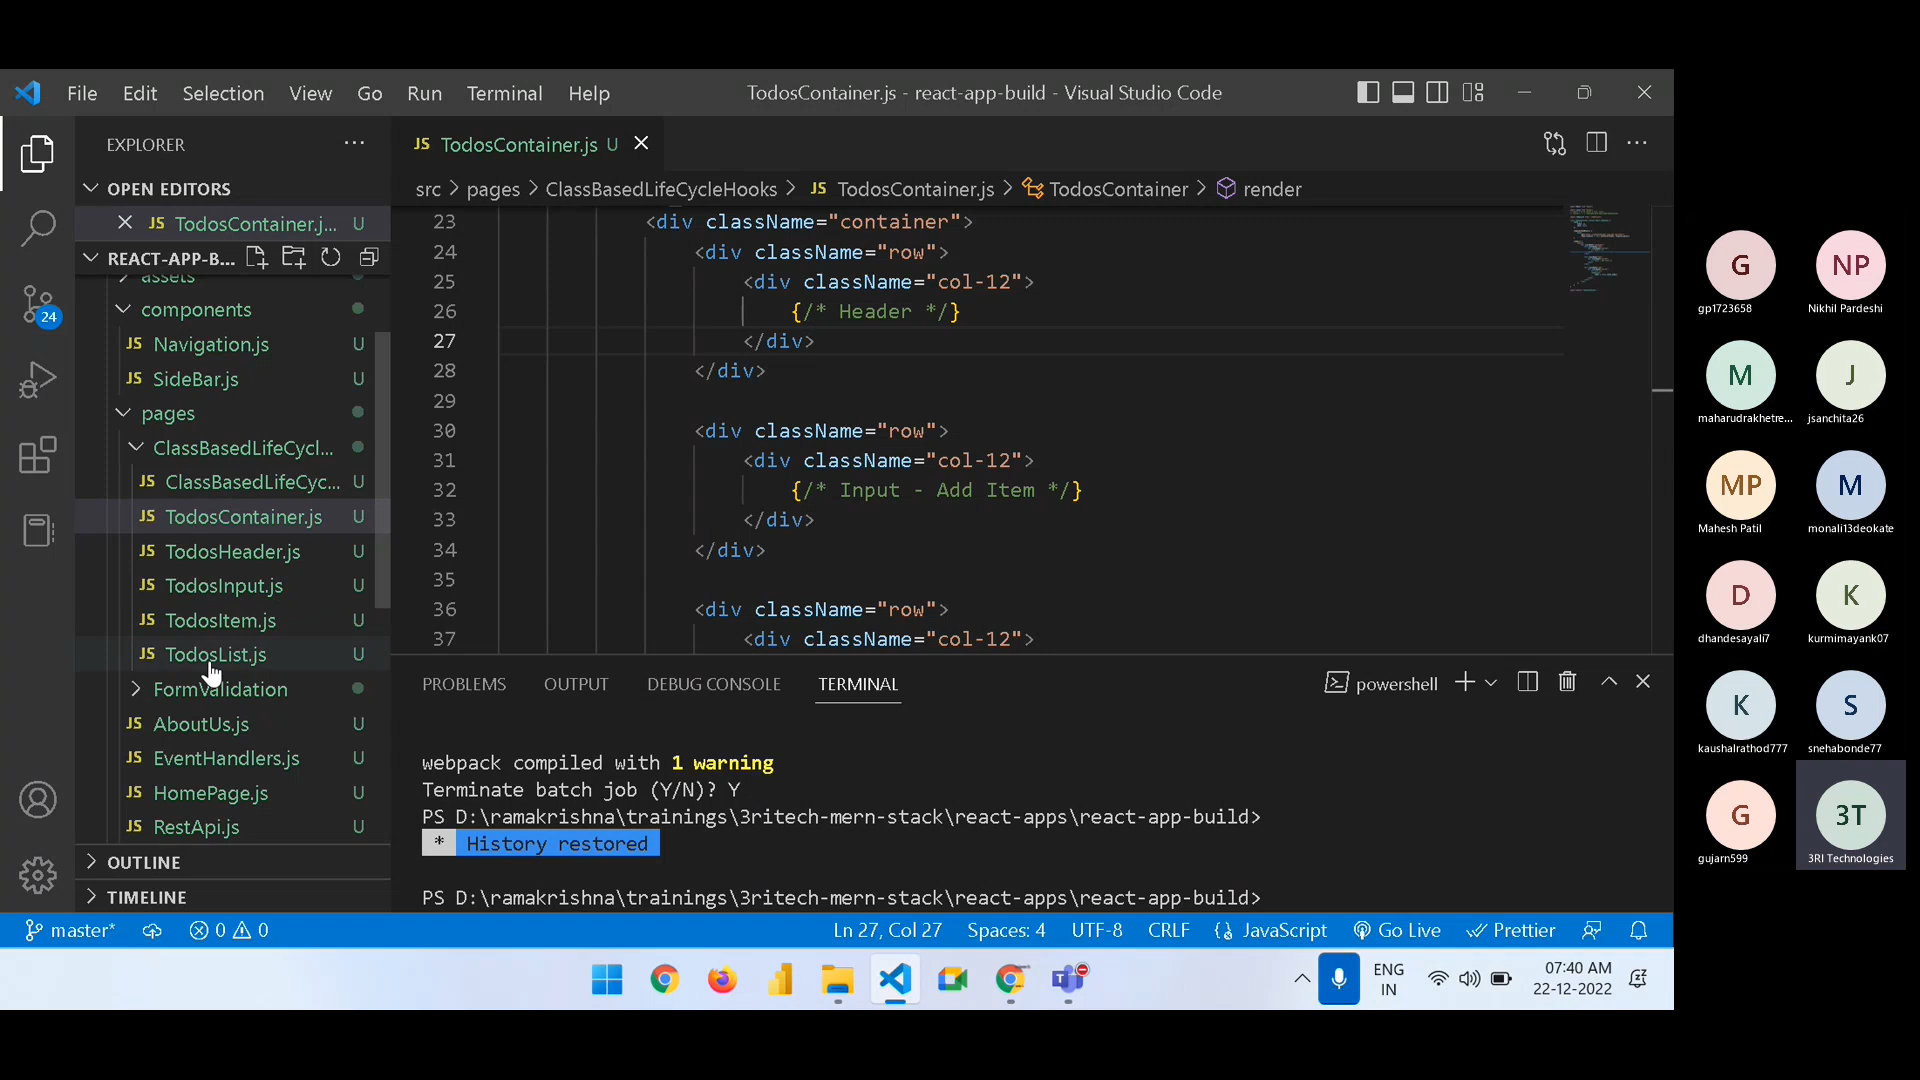 File Edit Selection View Go Run Terminal Help
TodosContainer.js - react-app-build - Visual Studio Code
EXPLORER
OPEN EDITORS
JS TodosContainer.j... U
REACT-APP-B...
assets
components
JS Navigation.js U
JS SideBar.js U
pages
ClassBasedLifeCycl...
JS ClassBasedLifeCyc... U
JS TodosContainer.js U
JS TodosHeader.js U
JS TodosInput.js U
JS TodosItem.js U
JS TodosList.js U
FormValidation
JS AboutUs.js U
JS EventHandlers.js U
JS HomePage.js U
JS RestApi.js U
OUTLINE
TIMELINE
24
JS TodosContainer.js U
src > pages > ClassBasedLifeCycleHooks > JS TodosContainer.js > TodosContainer > render
23 <div className="container">
24 <div className="row">
25 <div className="col-12">
26 {/* Header */}
27 </div>
28 </div>
29
30 <div className="row">
31 <div className="col-12">
32 {/* Input - Add Item */}
33 </div>
34 </div>
35
36 <div className="row">
37 <div className="col-12">
PROBLEMS OUTPUT DEBUG CONSOLE TERMINAL
powershell
webpack compiled with 1 warning
Terminate batch job (Y/N)? Y
PS D:\ramakrishna\trainings\3ritech-mern-stack\react-apps\react-app-build>
* History restored
PS D:\ramakrishna\trainings\3ritech-mern-stack\react-apps\react-app-build>
master* 0 0
Ln 27, Col 27 Spaces: 4 UTF-8 CRLF JavaScript Go Live Prettier
ENG
IN
07:40 AM
22-12-2022
G
gp1723658
NP
Nikhil Pardeshi
M
maharudrakhetre...
J
jsanchita26
MP
Mahesh Patil
M
monali13deokate
D
dhandesayali7
K
kurmimayank07
K
kaushalrathod777
S
snehabonde77
G
gujarn599
3T
3RI Technologies